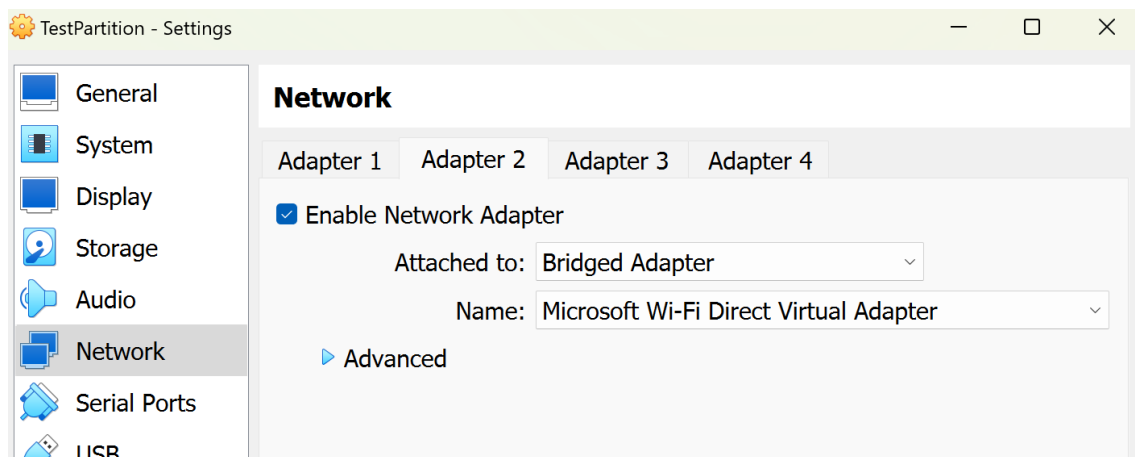 TestPartition - Settings
General
System
Display
Storage
Audio
Network
Serial Ports
USB
Network
Adapter 1 Adapter 2 Adapter 3 Adapter 4
Enable Network Adapter
Attached to: Bridged Adapter
Name: Microsoft Wi-Fi Direct Virtual Adapter
Advanced